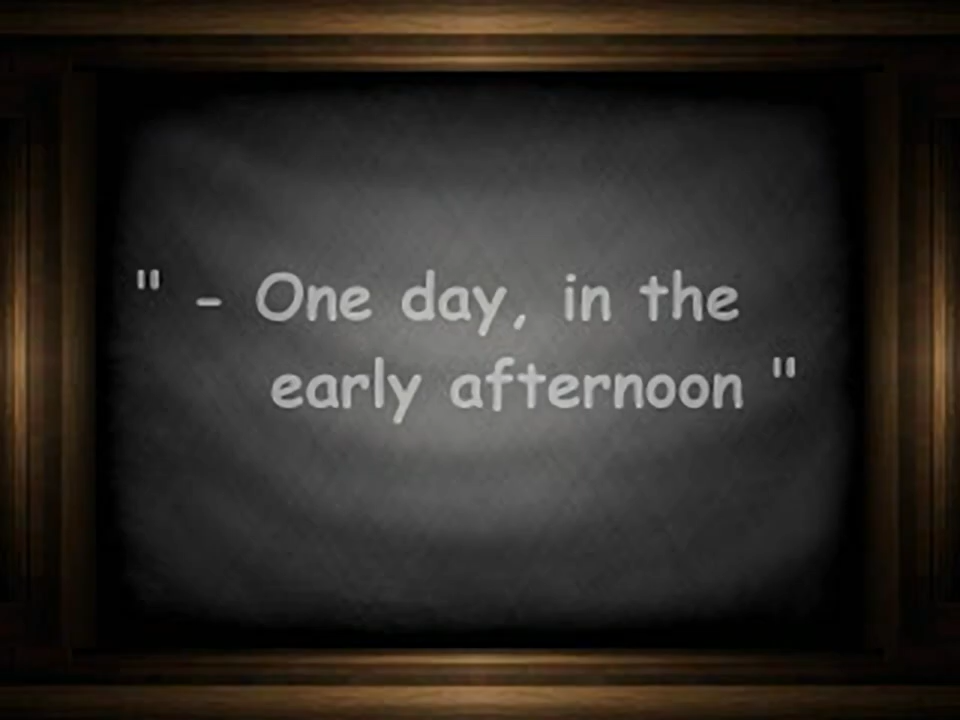 " - One day, in the
early afternoon "